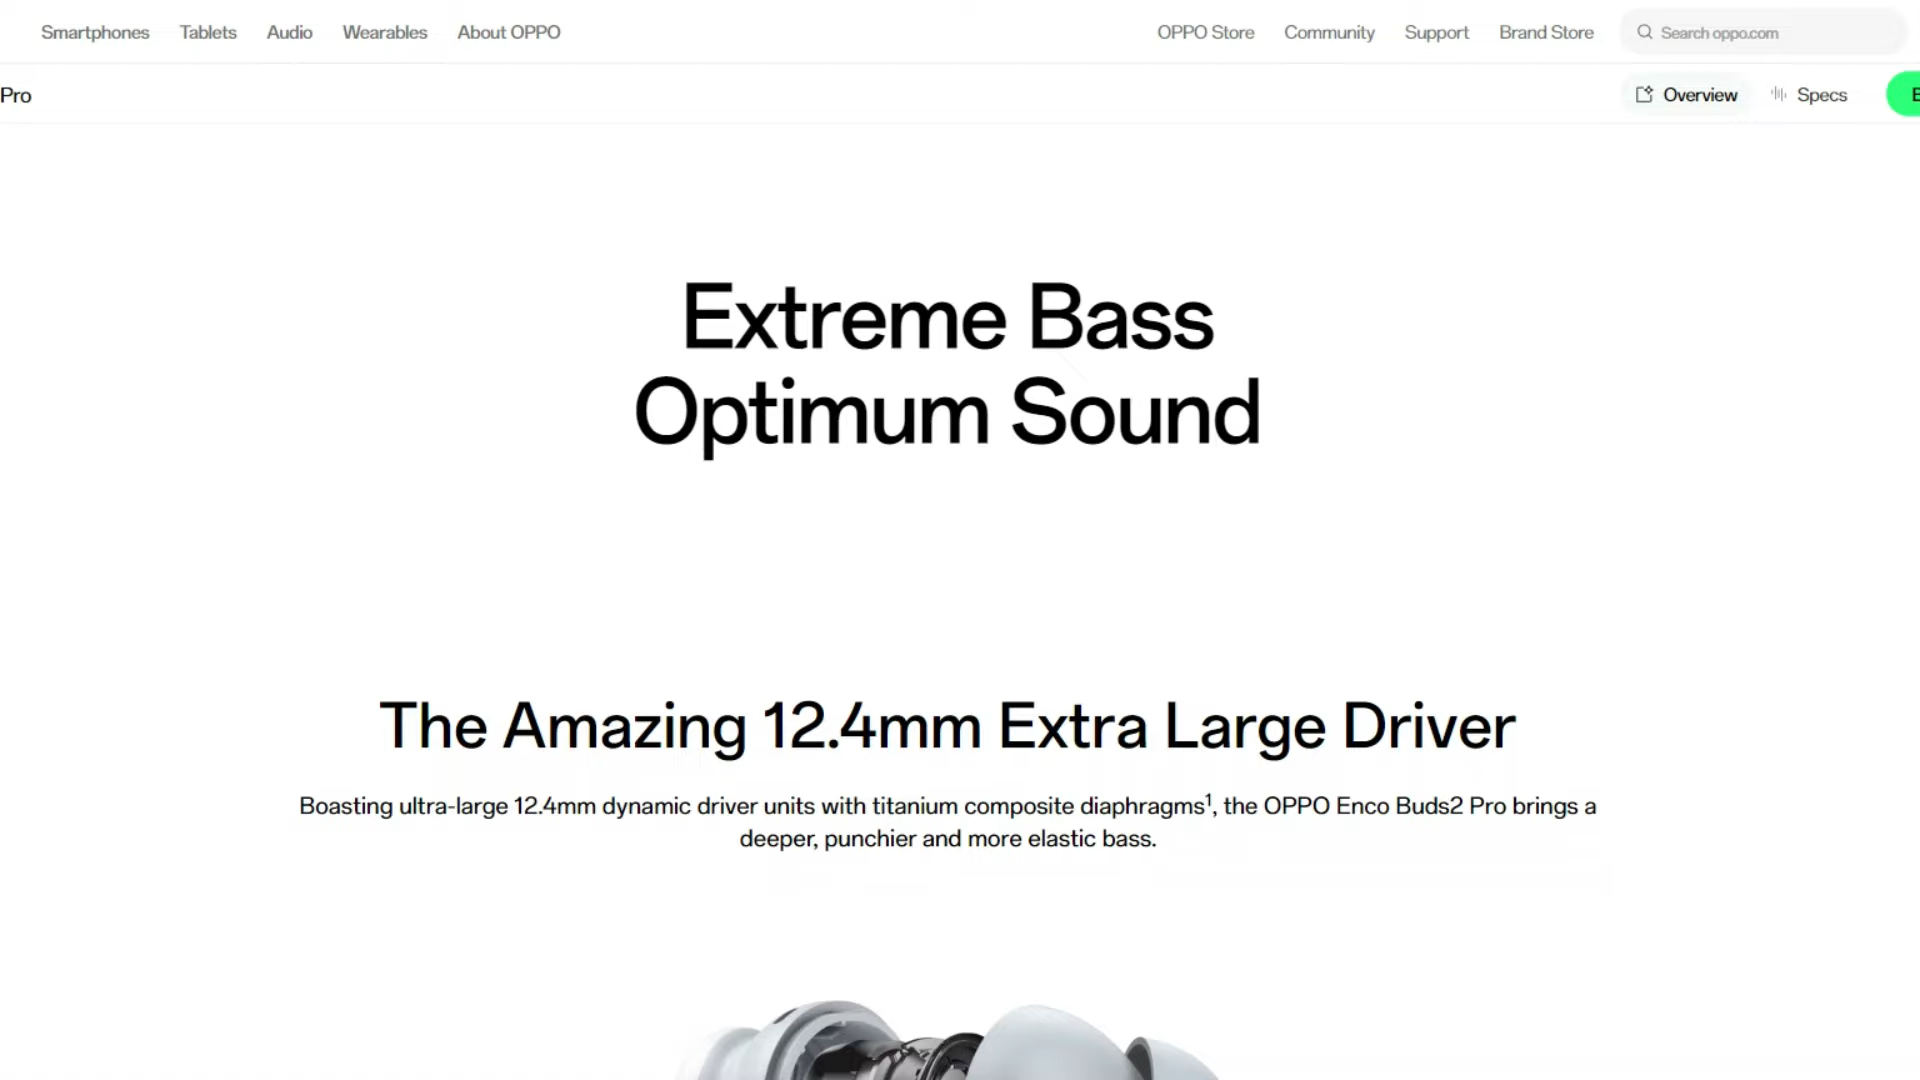 Smartphones Tablets Audio Wearables About OPPO OPPO Store Community Support Brand Store Search oppo.com
Pro Overview Specs
Extreme Bass
Optimum Sound
The Amazing 12.4mm Extra Large Driver
Boasting ultra-large 12.4mm dynamic driver units with titanium composite diaphragms¹, the OPPO Enco Buds2 Pro brings a
deeper, punchier and more elastic bass.